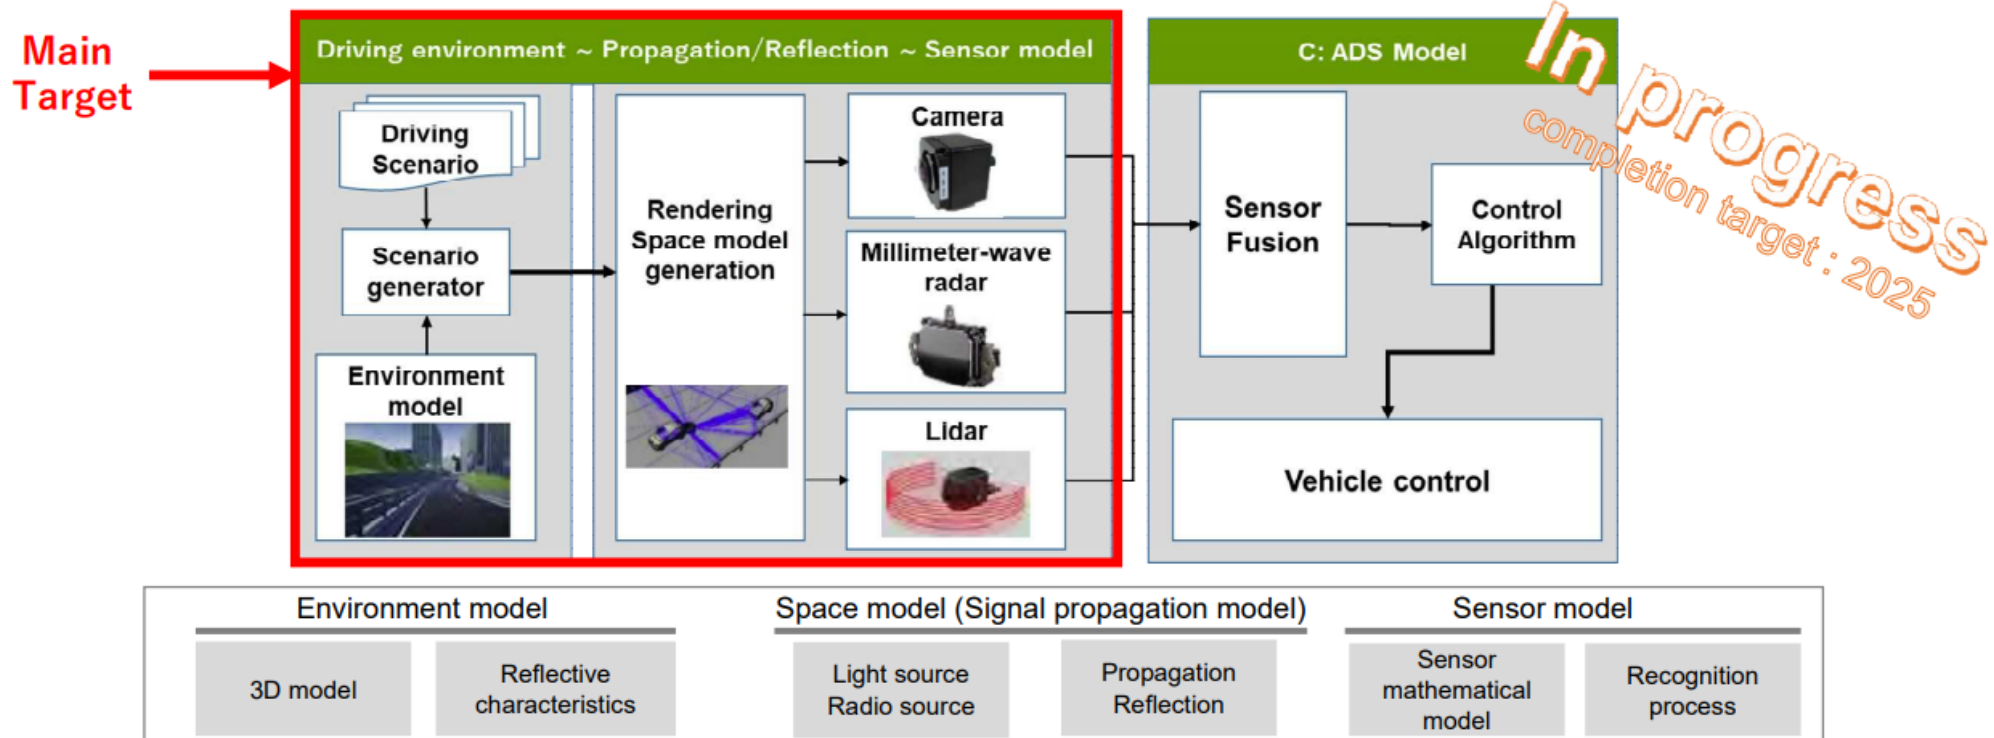 Main
Target
Driving environment ~ Propagation/Reflection ~ Sensor model
Driving
Scenario
Scenario
generator
Environment
model
Rendering
Space model
generation
Camera
Millimeter-wave
radar
Lidar
C: ADS Model
Sensor
Fusion
Control
Algorithm
Vehicle control
In progress
completion target : 2025
Environment model
3D model
Reflective
characteristics
Space model (Signal propagation model)
Light source
Radio source
Propagation
Reflection
Sensor model
Sensor
mathematical
model
Recognition
process